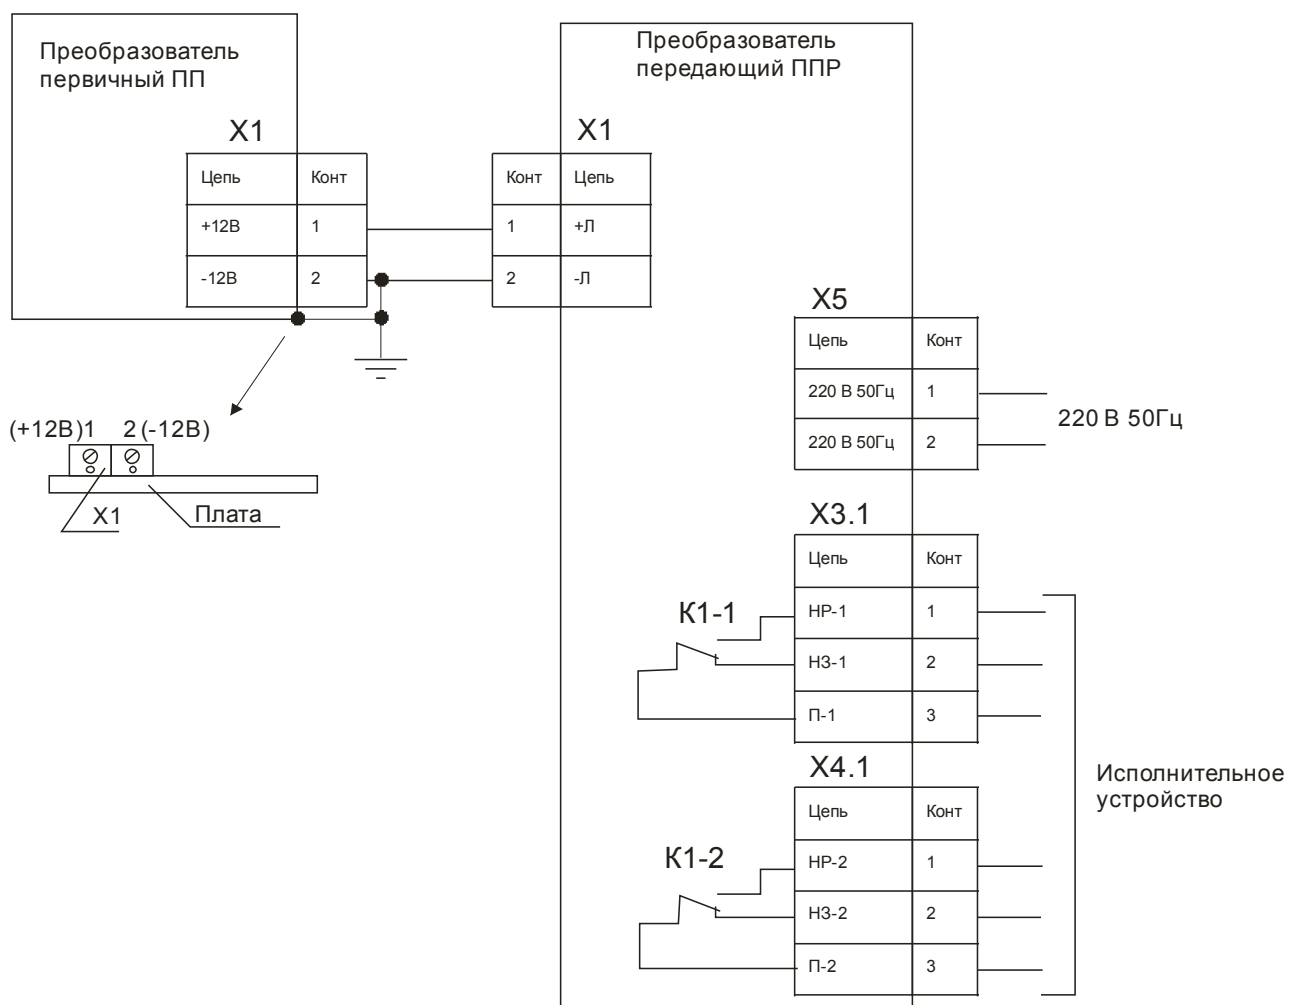 Преобразователь
первичный ПП
Преобразователь
передающий ППР
X1
Цепь Конт
+12В 1
-12В 2
X1
Конт Цепь
1 +Л
2 -Л
(+12В)1 2(-12В)
X1
Плата
X5
Цепь Конт
220 В 50Гц 1
220 В 50Гц 2
220 В 50Гц
X3.1
Цепь Конт
К1-1
НР-1 1
НЗ-1 2
П-1 3
X4.1
Цепь Конт
К1-2
НР-2 1
НЗ-2 2
П-2 3
Исполнительное
устройство